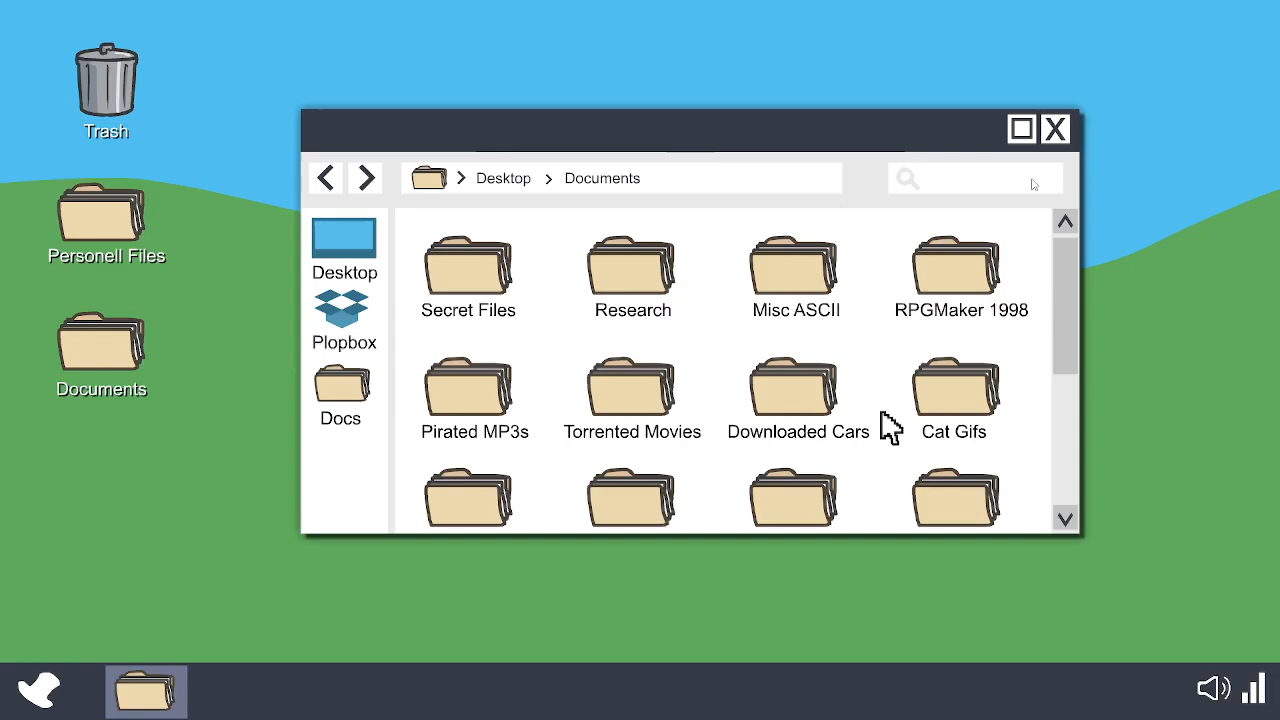 Trash
Personell Files
Documents
X
Desktop > Documents
Desktop
Plopbox
Docs
Secret Files
Research
Misc ASCII
RPGMaker 1998
Pirated MP3s
Torrented Movies
Downloaded Cars
Cat Gifs